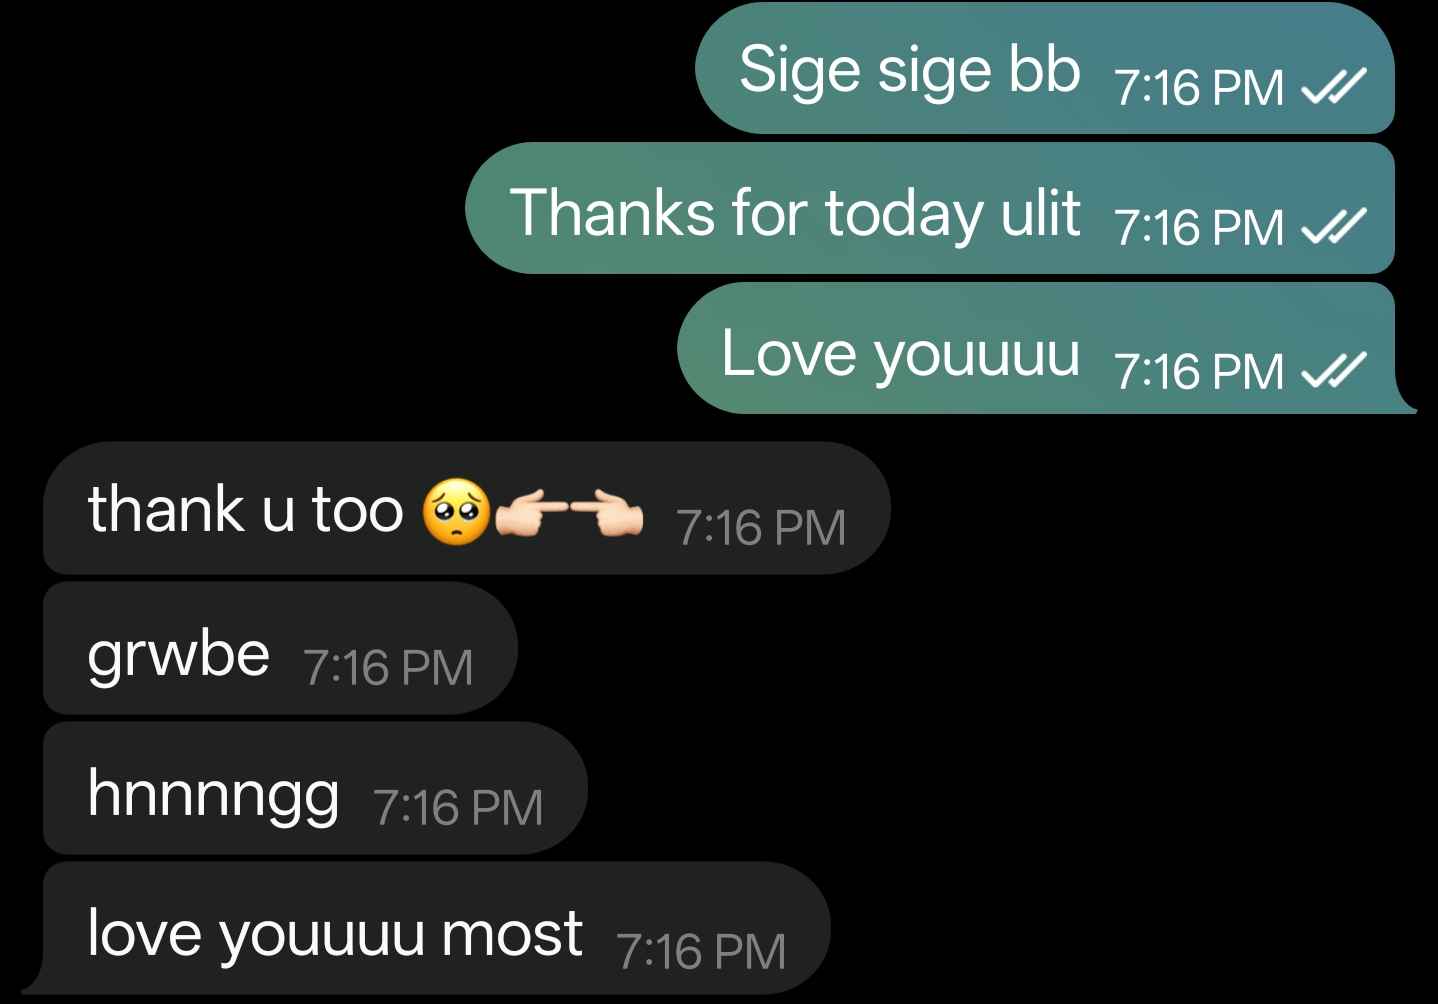 Sige sige bb 7:16 PM
Thanks for today ulit 7:16 PM
Love youuuu 7:16 PM
thank u too 🥺👉🏻👈🏻 7:16 PM
grwbe 7:16 PM
hnnnngg 7:16 PM
love youuuu most 7:16 PM